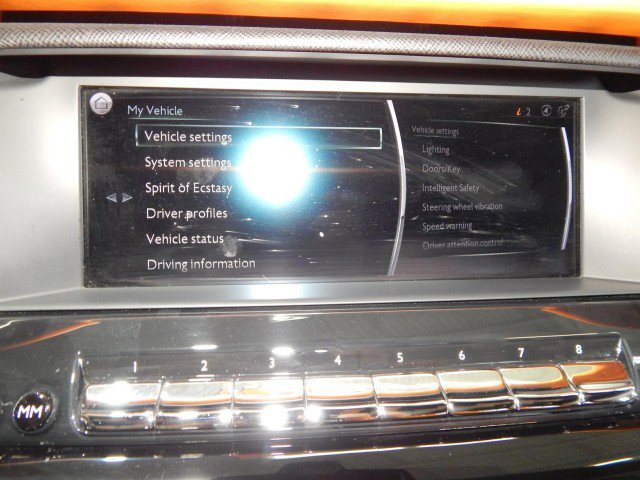 My Vehicle
Vehicle settings
System settings
Spirit of Ecstasy
Driver profiles
Vehicle status
Driving information
2
Vehicle settings
Lighting
Doors/Key
Intelligent Safety
Steering wheel vibration
Speed warning
Driver attention control
1 2 3 4 5 6 7 8
MM